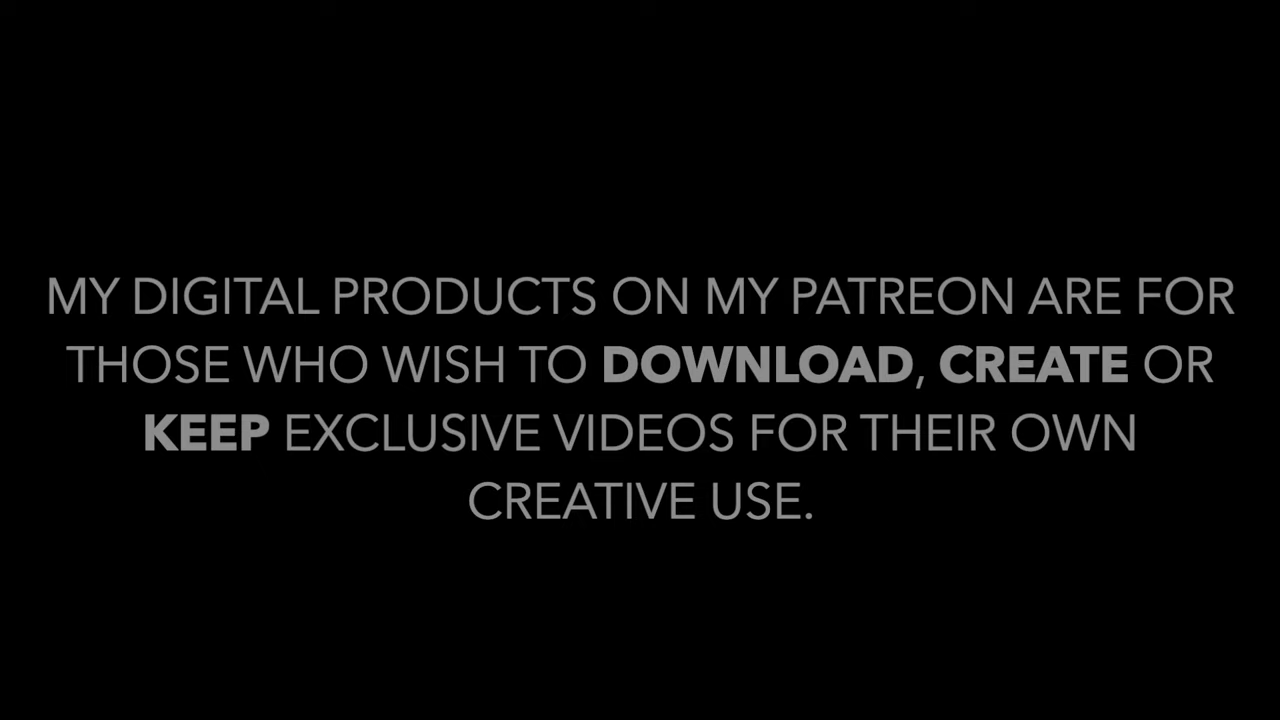 MY DIGITAL PRODUCTS ON MY PATREON ARE FOR
THOSE WHO WISH TO DOWNLOAD, CREATE OR
KEEP EXCLUSIVE VIDEOS FOR THEIR OWN
CREATIVE USE.